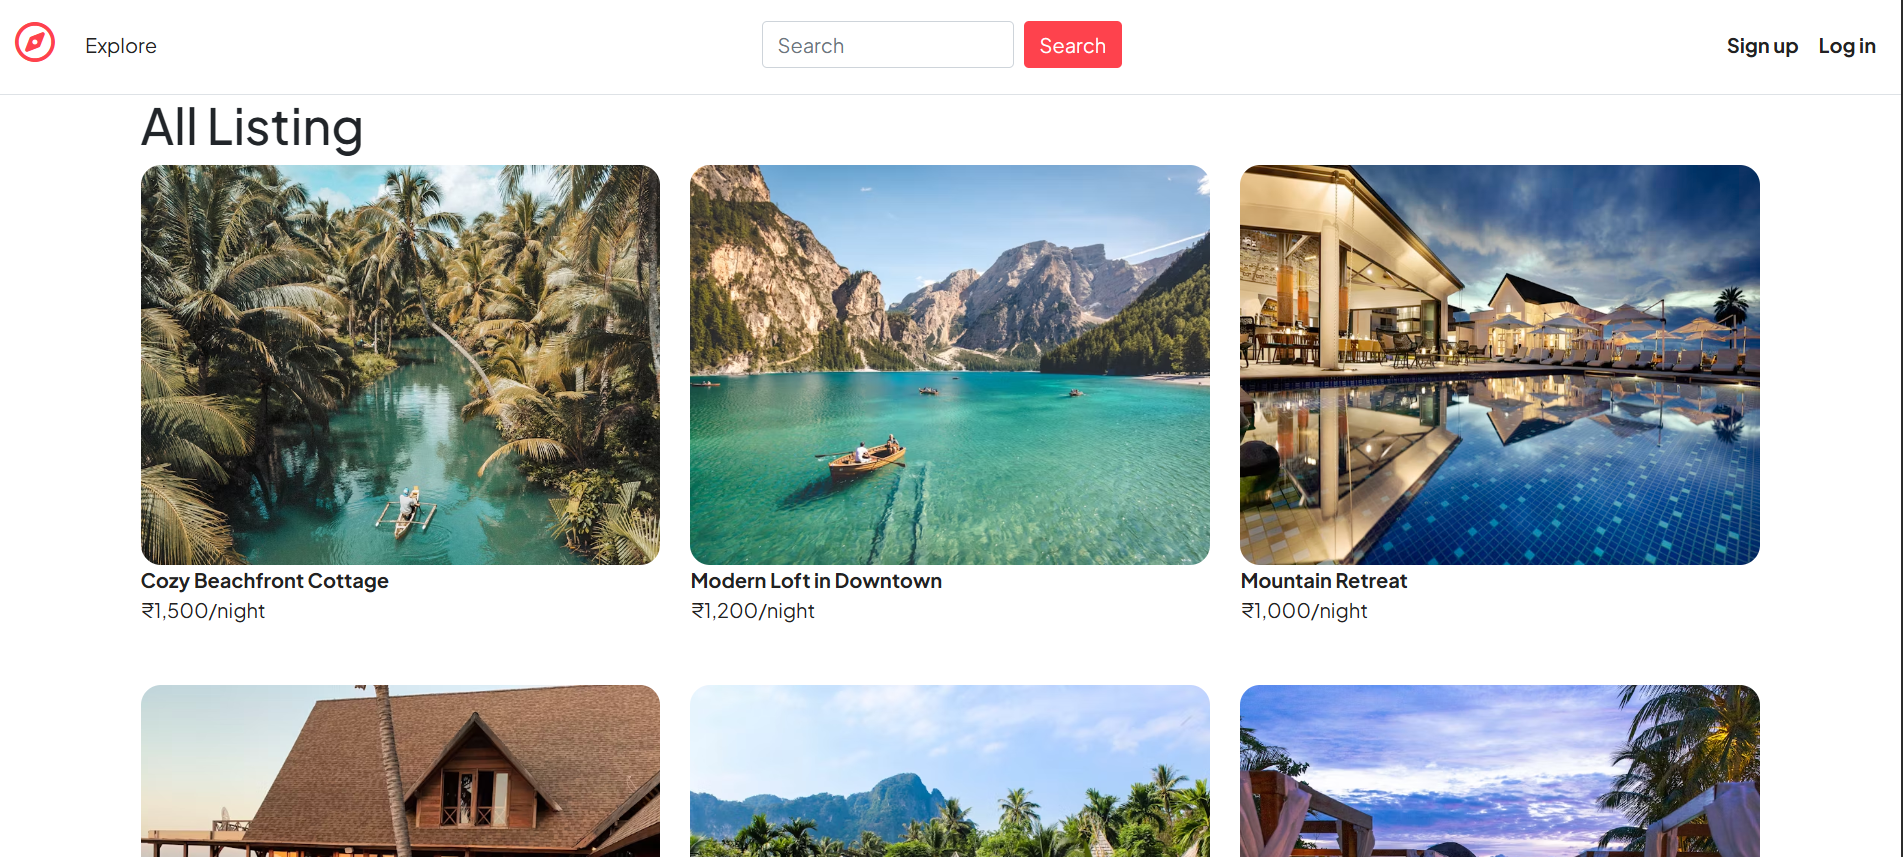 Explore
Search Search
Sign up Log in
All Listing
Cozy Beachfront Cottage
₹1,500/night
Modern Loft in Downtown
₹1,200/night
Mountain Retreat
₹1,000/night